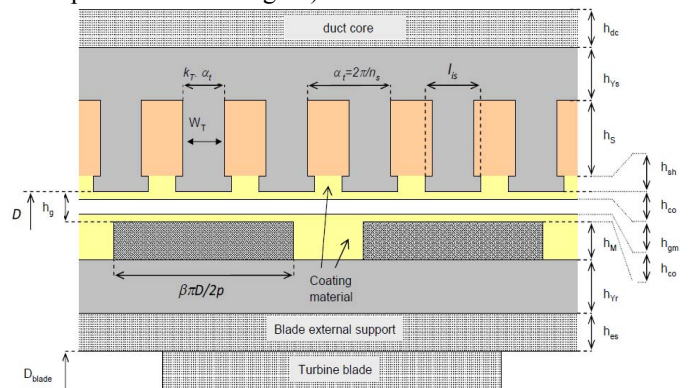 duct core
h_dc
k_T. α_t
α_t=2π/n_s
l_is
h_Ys
W_T
h_S
h_sh
D
h_g
h_co
h_gm
h_M
h_co
Coating
material
βπD/2p
h_Yr
Blade external support
h_es
D_blade
Turbine blade